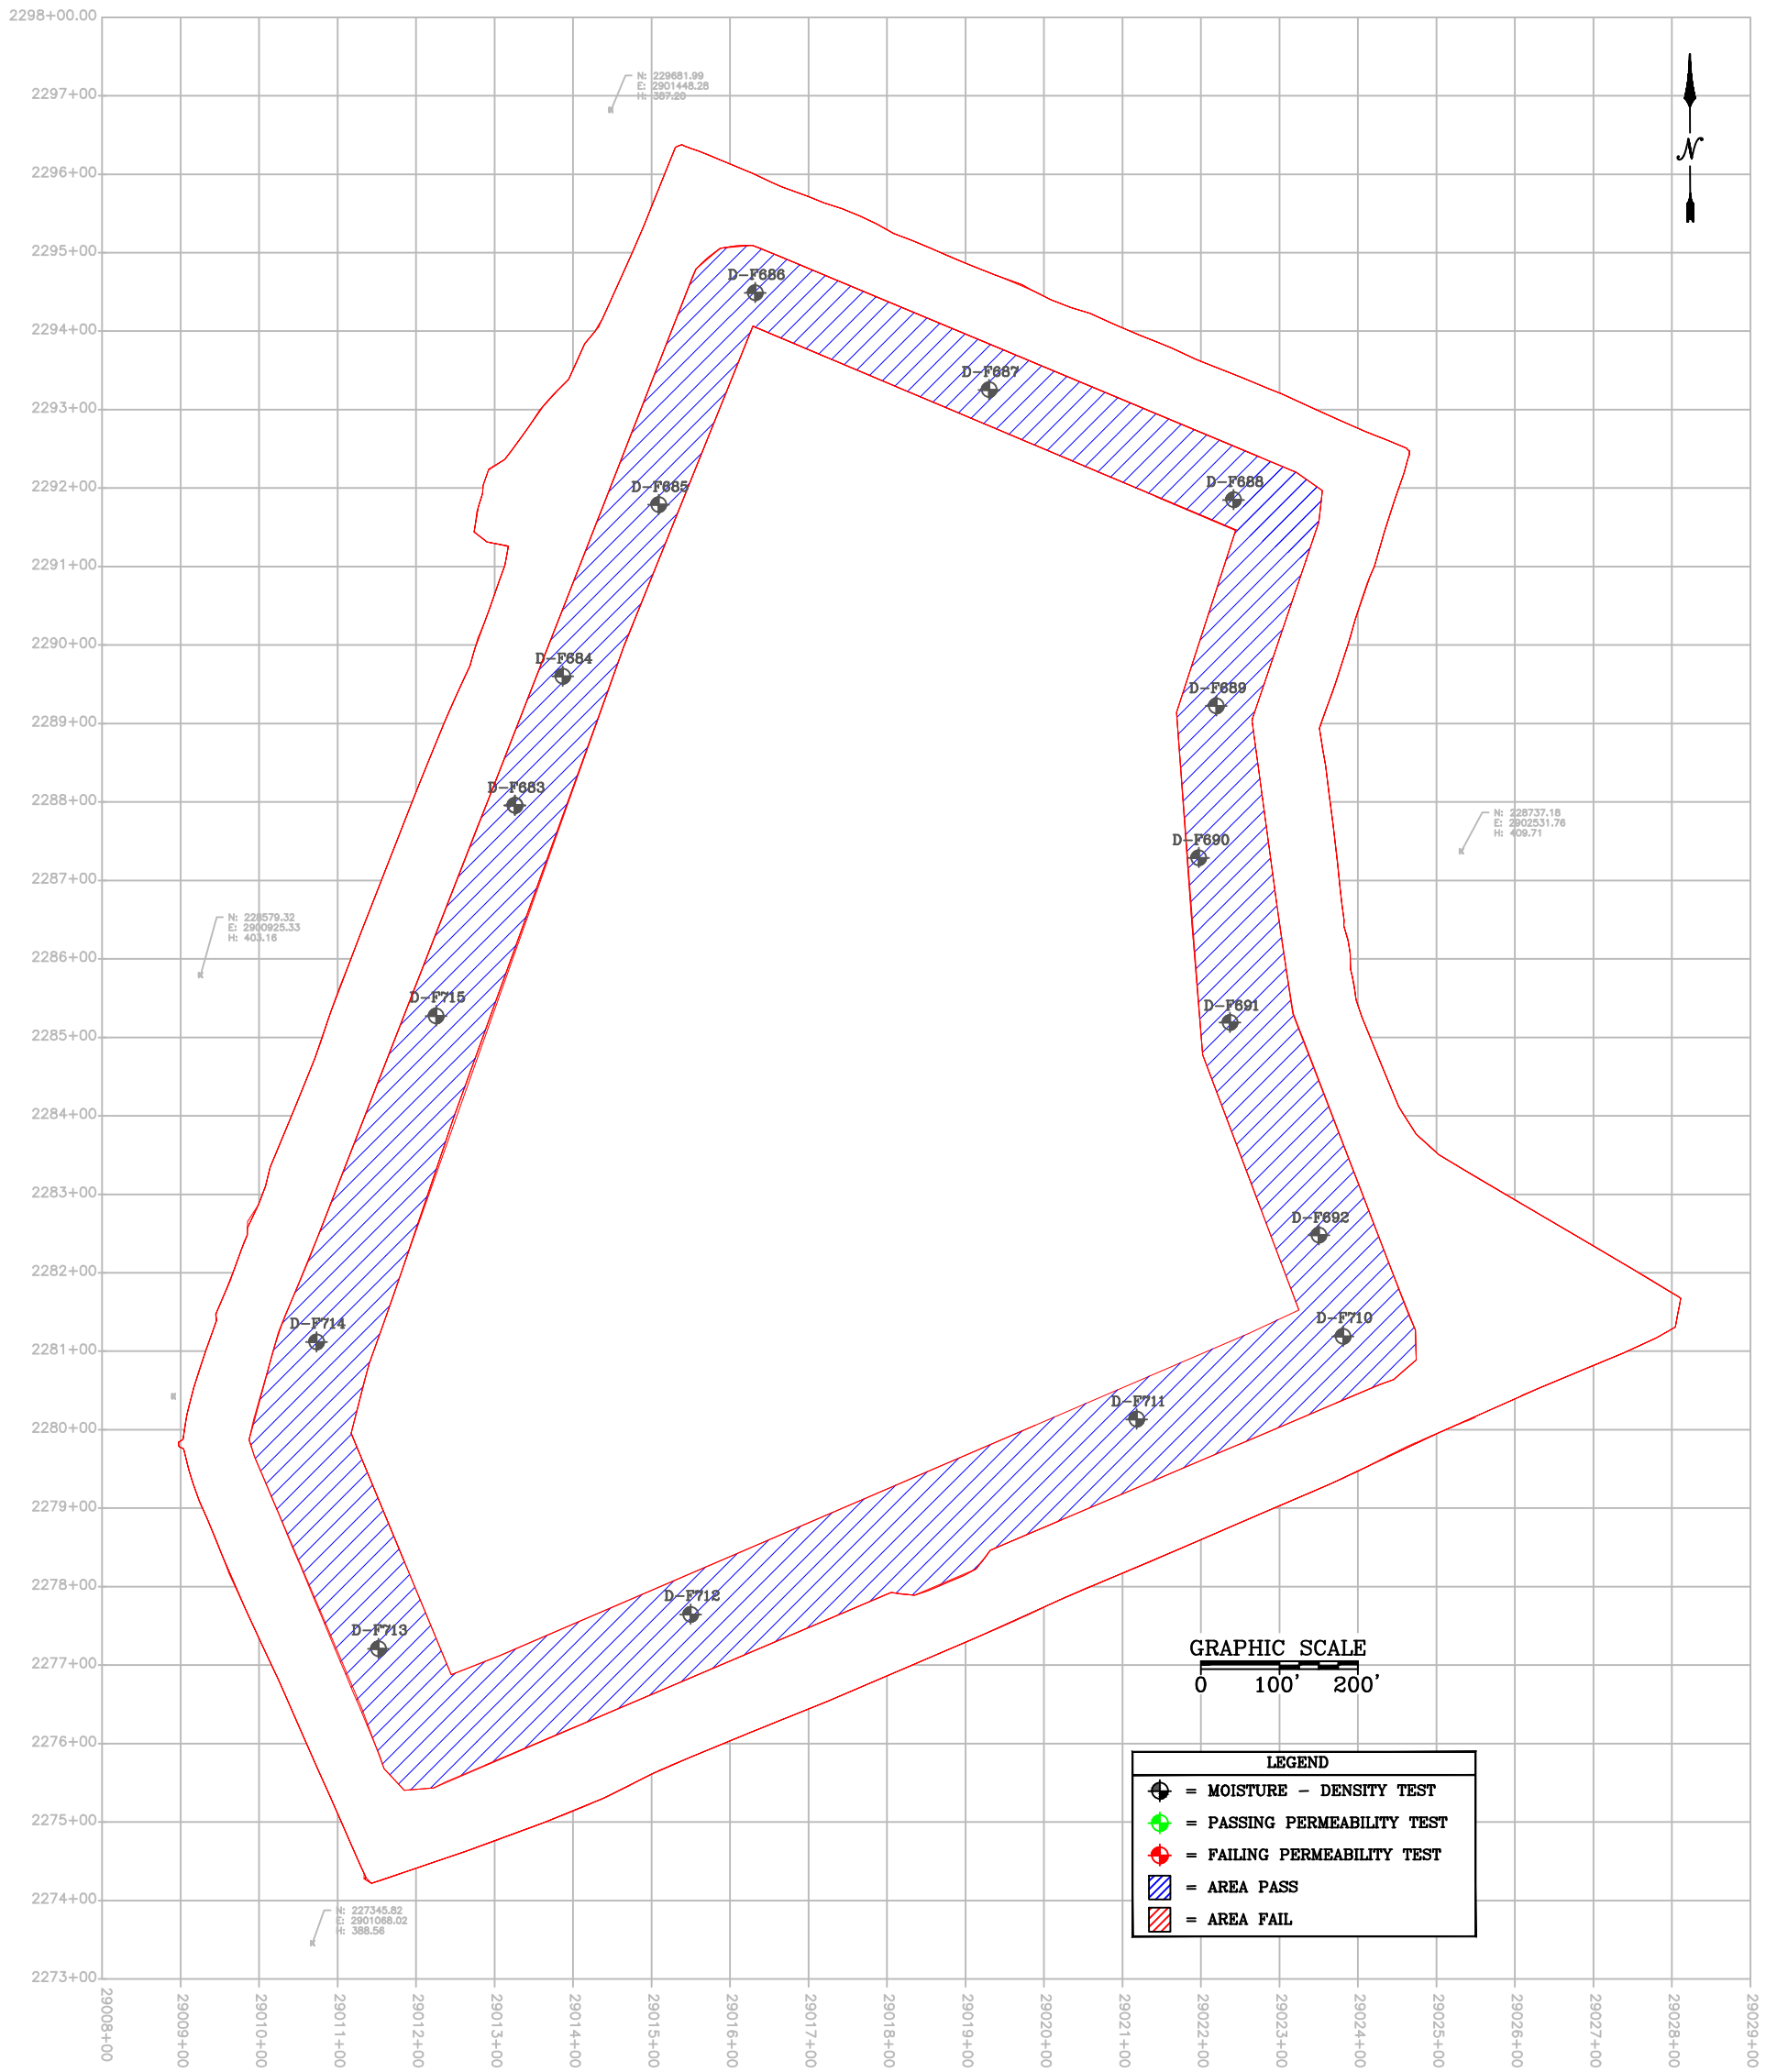 2298+00.00
N: 229681.99
E: 2901448.28
H: 387.20
2297+00
N
2296+00
2295+00
D-F686
2294+00
D-F687
2293+00
D-F688
2292+00
D-F685
2291+00
2290+00
D-F684
D-F689
2289+00
D-F683
2288+00
N: 228737.18
E: 2902531.76
H: 409.71
D-F690
2287+00
N: 228579.32
E: 2900925.33
H: 403.16
2286+00
D-F715
D-F691
2285+00
2284+00
2283+00
D-F692
2282+00
D-F714
D-F710
2281+00
D-F711
2280+00
2279+00
2278+00
D-F712
D-F713
2277+00
GRAPHIC SCALE
0 100' 200'
2276+00
LEGEND
= MOISTURE - DENSITY TEST
= PASSING PERMEABILITY TEST
= FAILING PERMEABILITY TEST
= AREA PASS
= AREA FAIL
2275+00
2274+00
N: 227345.82
E: 2901068.02
H: 388.56
2273+00
29008+00
29009+00
29010+00
29011+00
29012+00
29013+00
29014+00
29015+00
29016+00
29017+00
29018+00
29019+00
29020+00
29021+00
29022+00
29023+00
29024+00
29025+00
29026+00
29027+00
29028+00
29029+00